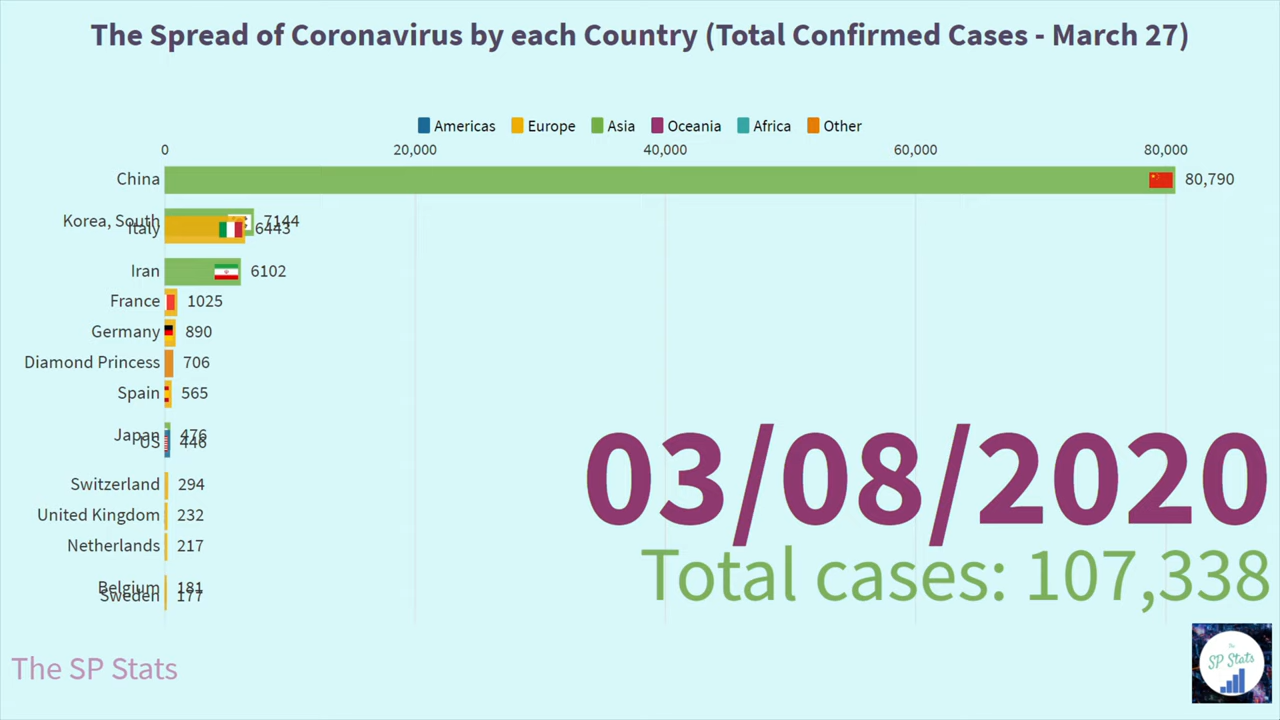 The Spread of Coronavirus by each Country (Total Confirmed Cases - March 27)
Americas Europe Asia Oceania Africa Other
0 20,000 40,000 60,000 80,000
China 80,790
Korea, South 7144
Italy 6443
Iran 6102
France 1025
Germany 890
Diamond Princess 706
Spain 565
Japan 476
US 446
Switzerland 294
United Kingdom 232
Netherlands 217
Belgium 181
Sweden 177
03/08/2020
Total cases: 107,338
The SP Stats
The
SP Stats